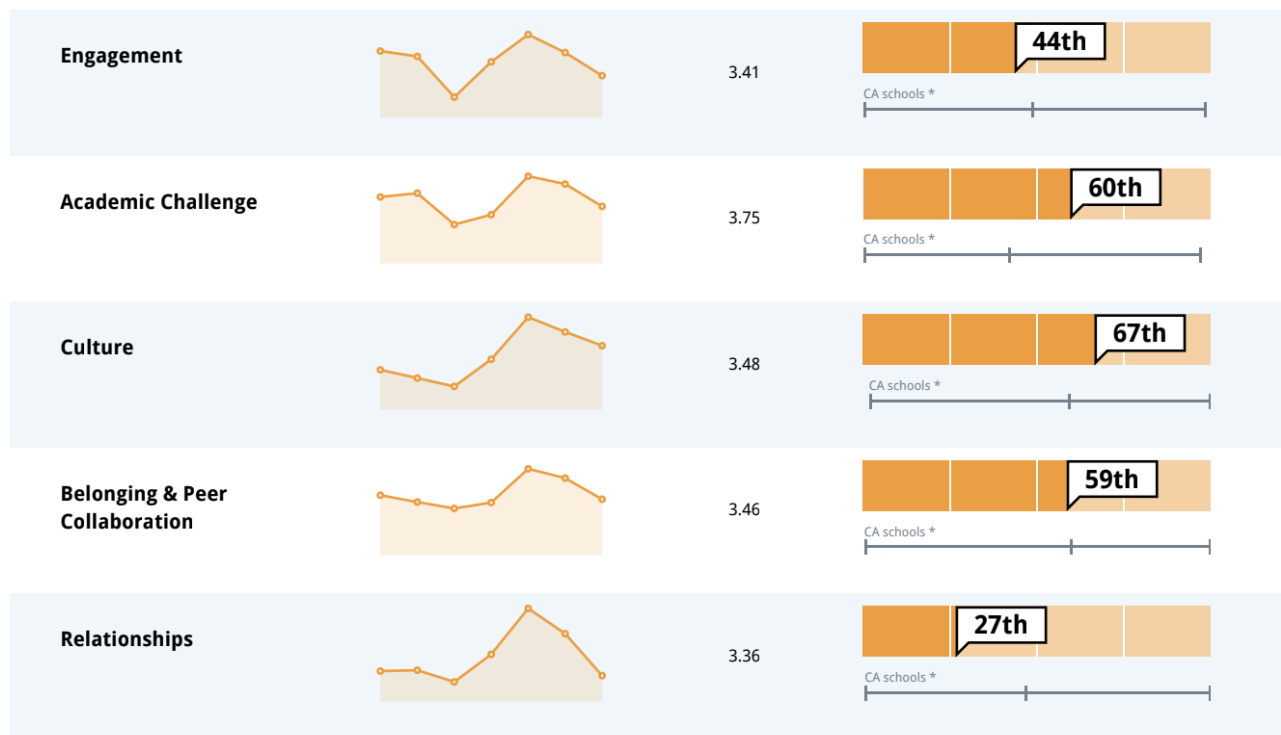 Engagement
3.41
44th
CA schools *
Academic Challenge
3.75
60th
CA schools *
Culture
3.48
67th
CA schools *
Belonging & Peer
Collaboration
3.46
59th
CA schools *
Relationships
3.36
27th
CA schools *